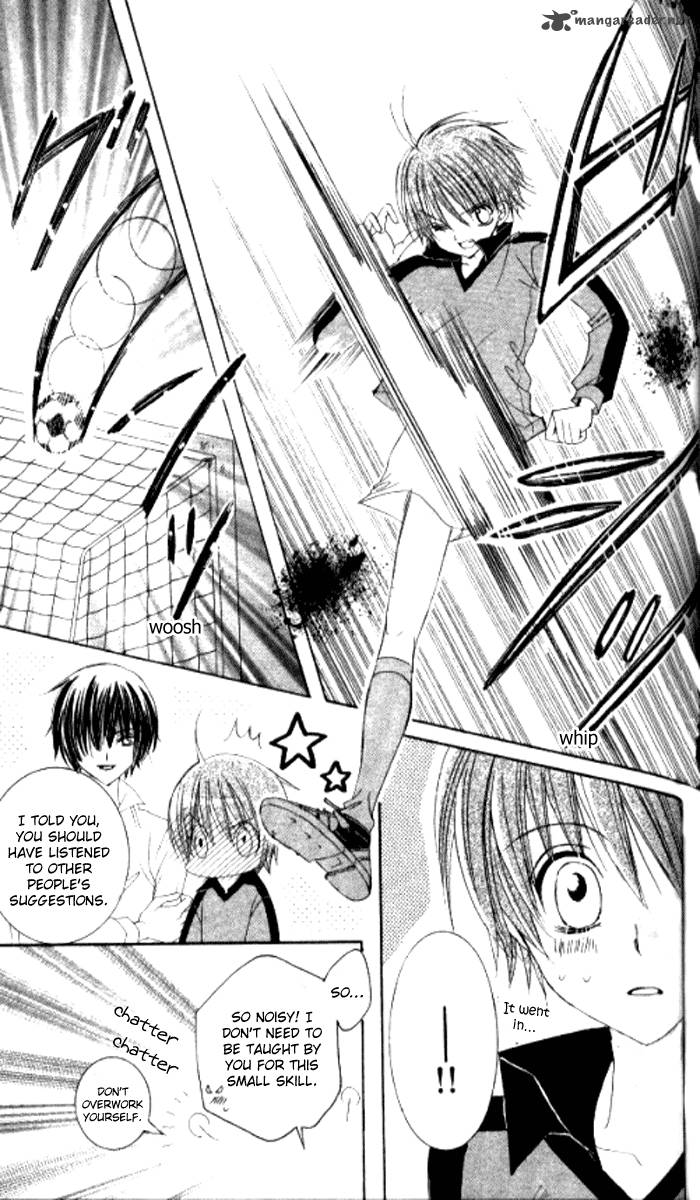 mangareader.net
woosh
whip
It went
in...
!!
I TOLD YOU,
YOU SHOULD
HAVE LISTENED
TO OTHER
PEOPLE'S
SUGGESTIONS.
SO...
SO NOISY! I
DON'T NEED TO
BE TAUGHT BY
YOU FOR THIS
SMALL SKILL.
chatter
chatter
DON'T
OVERWORK
YOURSELF.